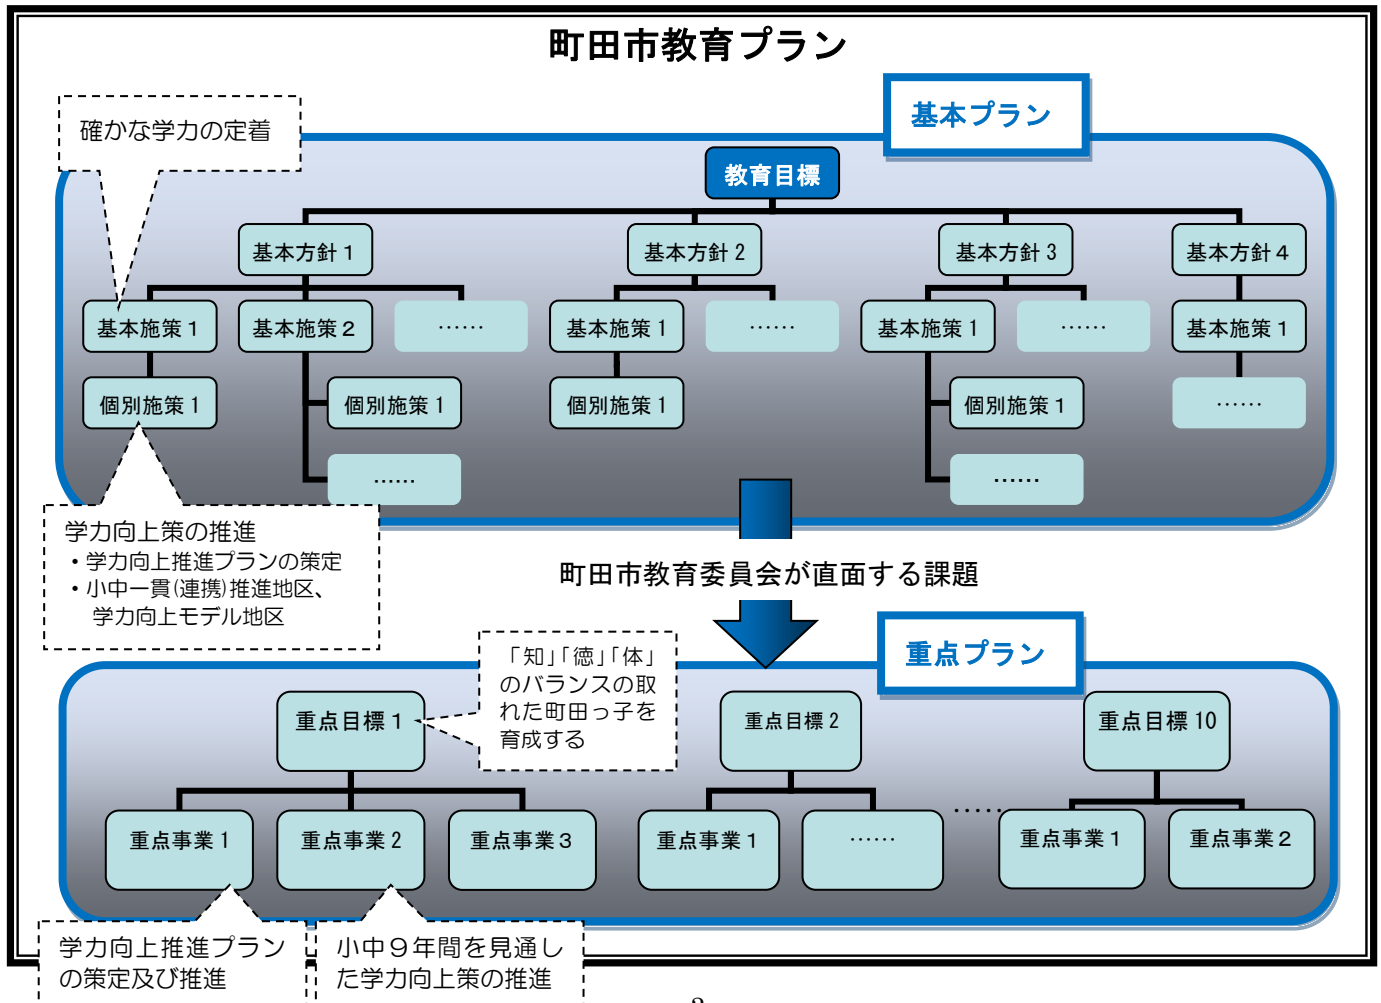 町田市教育プラン
基本プラン
確かな学力の定着
教育目標
基本方針1
基本方針2
基本方針3
基本方針4
基本施策1
基本施策2
……
基本施策1
……
基本施策1
……
基本施策1
個別施策1
個別施策1
個別施策1
個別施策1
……
……
……
学力向上策の推進
・学力向上推進プランの策定
・小中一貫(連携)推進地区、
学力向上モデル地区
町田市教育委員会が直面する課題
重点プラン
「知」「徳」「体」
のバランスの取
れた町田っ子を
育成する
重点目標1
重点目標2
重点目標10
重点事業1
重点事業2
重点事業3
重点事業1
……
……
重点事業1
重点事業2
学力向上推進プラン
の策定及び推進
小中9年間を見通し
た学力向上策の推進